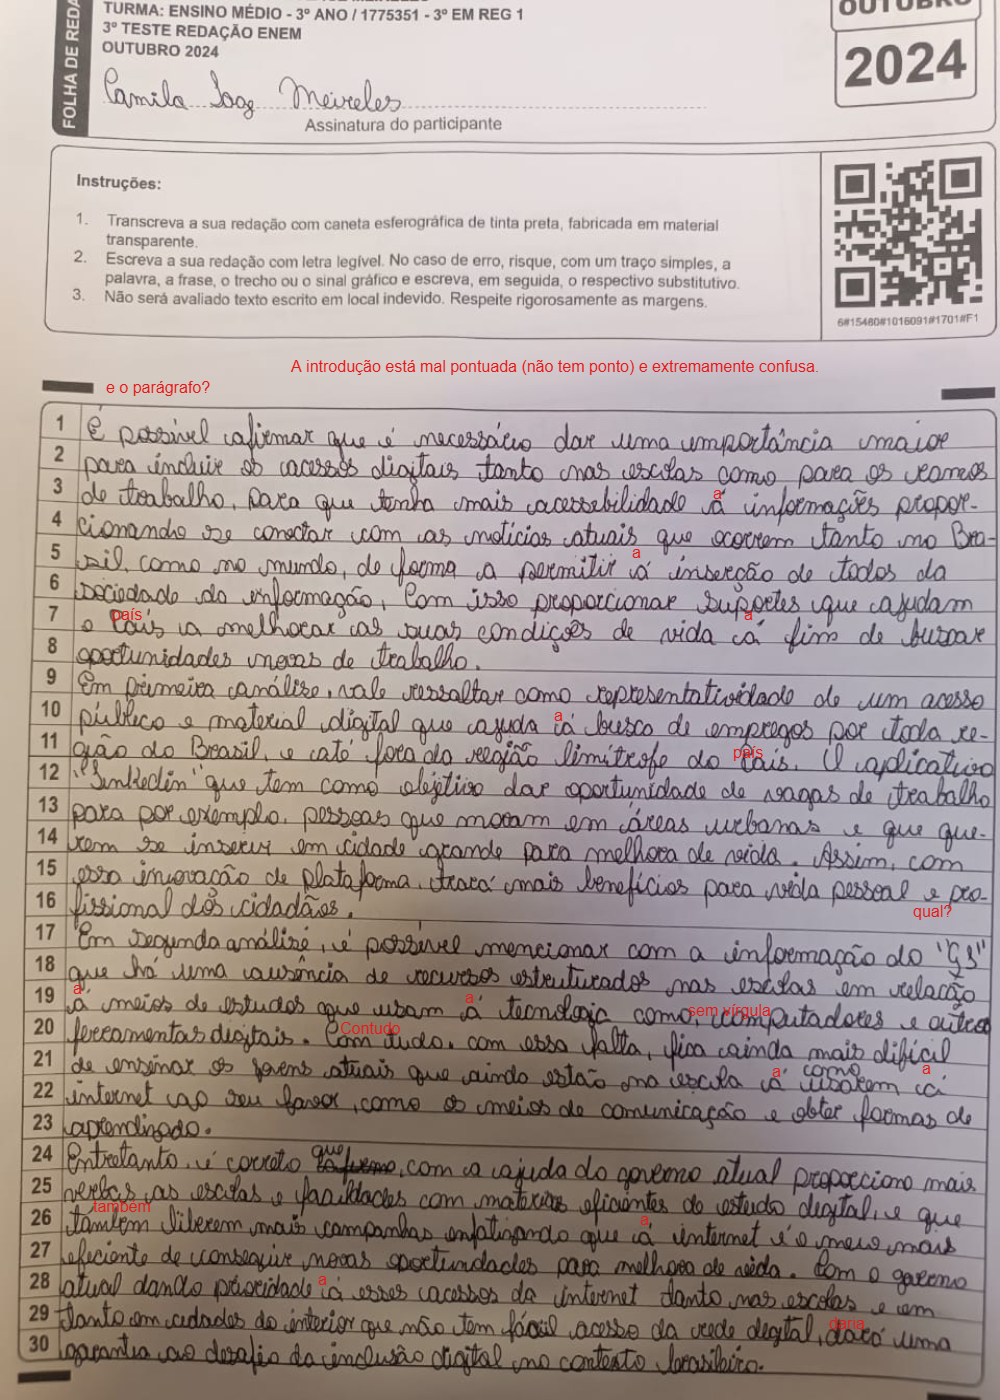 FOLHA DE REDA
TURMA: ENSINO MÉDIO - 3º ANO / 1775351 - 3º EM REG 1
3º TESTE REDAÇÃO ENEM
OUTUBRO 2024
OUTUBRO
2024
Camila Meireles
Assinatura do participante
Instruções:
1. Transcreva a sua redação com caneta esferográfica de tinta preta, fabricada em material
transparente.
2. Escreva a sua redação com letra legível. No caso de erro, risque, com um traço simples, a
palavra, a frase, o trecho ou o sinal gráfico e escreva, em seguida, o respectivo substitutivo.
3. Não será avaliado texto escrito em local indevido. Respeite rigorosamente as margens.
6#15480#1016091#1701#F1
A introdução está mal pontuada (não tem ponto) e extremamente confusa.
e o parágrafo?
1 É possível afirmar que é necessário dar uma importância maior
2 para incluir os acessos digitais tanto nas escolas como para os ramos
3 de trabalho, para que tenha mais acessebilidade á informações propor-
a
4 cionando se conectar com as notícias atuais que ocorrem tanto no Bra-
5 sil, como no mundo, de forma a permitir á inserção de todos da
a
6 sociedade da informação, Com isso proporcionar suportes que ajudam
7 o País a melhorar as suas condições de vida á fim de buscar
país
a
8 oportunidades novas de trabalho.
9 Em primeira análise, vale ressaltar como representatividade de um acesso
10 público e material digital que ajuda á busca de empregos por toda re-
a
11 gião do Brasil, e até fora da região limítrofe do País. O aplicativo
país
12 "Linkedin" que tem como objetivo dar oportunidade de vagas de trabalho
13 para por exemplo, pessoas que moram em áreas urbanas e que que-
14 rem se inserir em cidade grande para melhora de vida. Assim, com
15 essa inovação de plataforma, trará mais benefícios para vida pessoal e pro-
16 fissional dos cidadãos.
qual?
17 Em segunda análise, é possível mencionar com a informação do "G1"
18 que há uma ausência de recursos estruturados nas escolas em relação
19 á meios de estudos que usam á tecnologia como, computadores e outras
a
a
sem vírgula
20 ferramentas digitais. Com tudo, com essa falta, fica ainda mais difícil
Contudo
21 de ensinar os jovens atuais que ainda estão na escola á como usarem á
a
a
22 internet ao seu favor, como os meios de comunicação e obter formas de
23 aprendizado.
24 Entretanto, é correto que, com a ajuda do governo atual proporciona mais
25 verbas as escolas e faculdades com materias eficientes do estudo digital, e que
26 tambem liberem mais campanhas enfatizando que á internet é o meio mais
também
a
27 efeciente de conseguir novas oportunidades para melhora de vida. Com o governo
28 atual dando prioridade á esses acessos da internet tanto nas escolas e em
a
29 tanto em cidades do interior que não tem fácil acesso da rede degital, dará uma
daria
30 garantia ao desafio da inclusão digital no contexto brasileiro.